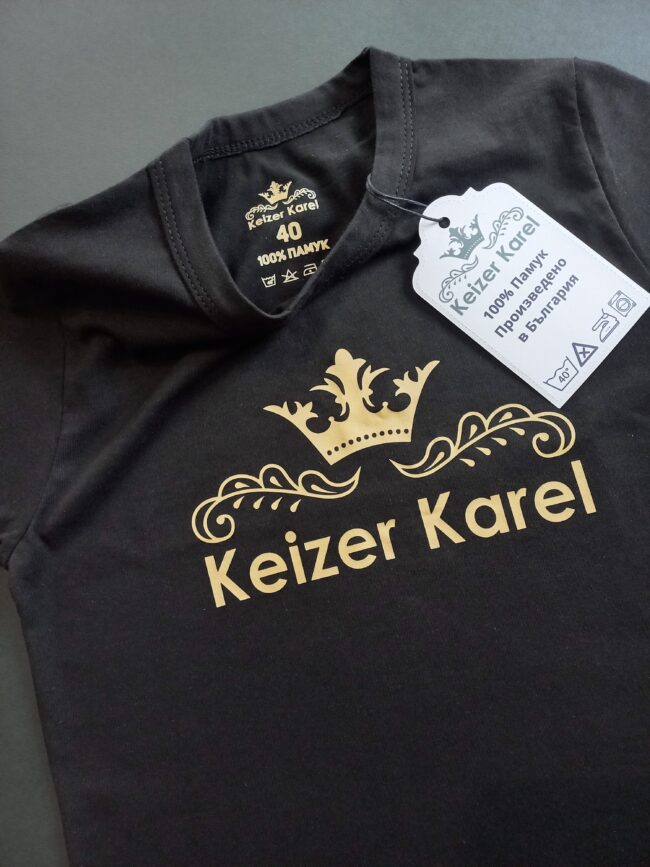 Keizer Karel
40
100% ПАМУК
Keizer Karel
100% Памук
Произведено
в България
40°
Keizer Karel